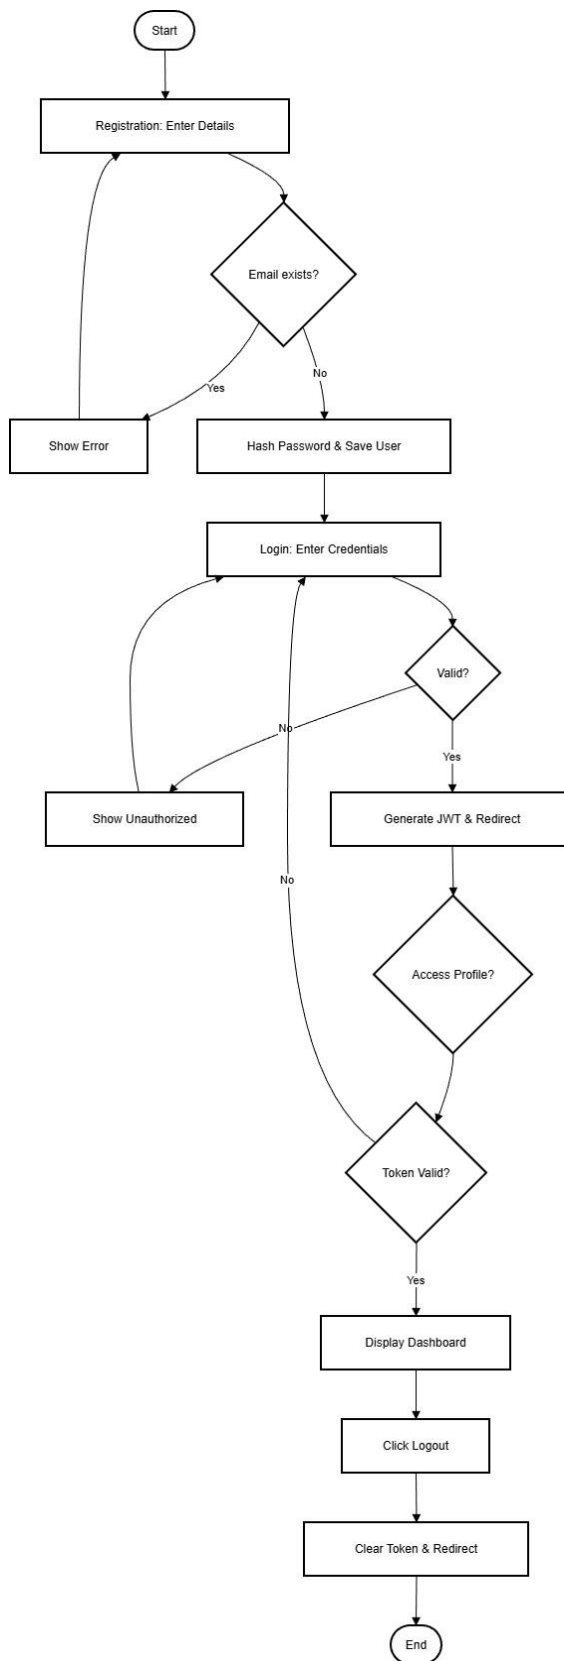 Start
Registration: Enter Details
Email exists?
Yes
No
Show Error
Hash Password & Save User
Login: Enter Credentials
Valid?
No
Yes
Show Unauthorized
Generate JWT & Redirect
No
Access Profile?
Token Valid?
Yes
Display Dashboard
Click Logout
Clear Token & Redirect
End